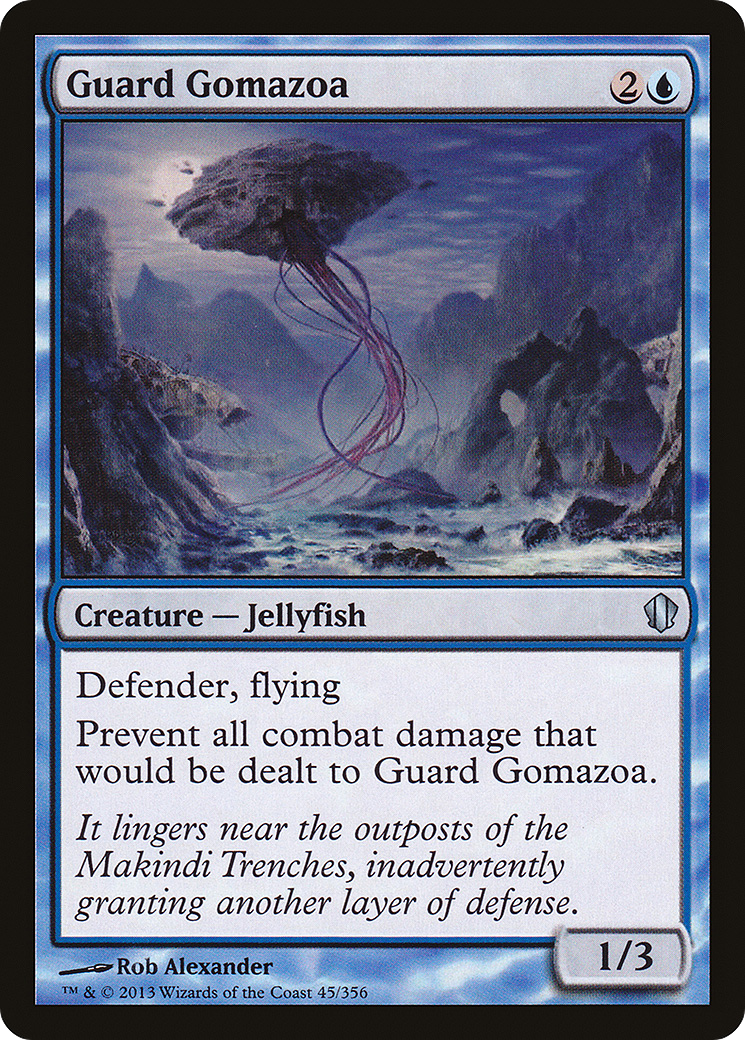 Guard Gomazoa 2
Creature — Jellyfish
Defender, flying
Prevent all combat damage that
would be dealt to Guard Gomazoa.
It lingers near the outposts of the
Makindi Trenches, inadvertently
granting another layer of defense.
1/3
Rob Alexander
™ & © 2013 Wizards of the Coast 45/356